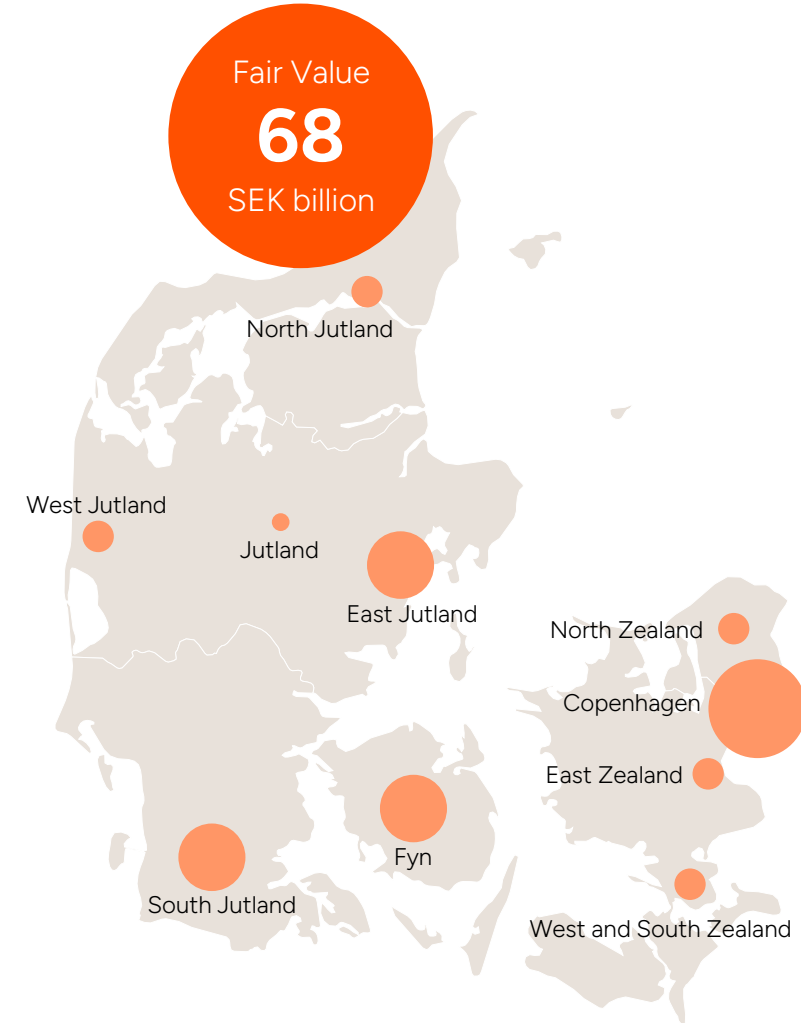 Fair Value
68
SEK billion
North Jutland
West Jutland
Jutland
East Jutland
North Zealand
Copenhagen
East Zealand
Fyn
South Jutland
West and South Zealand